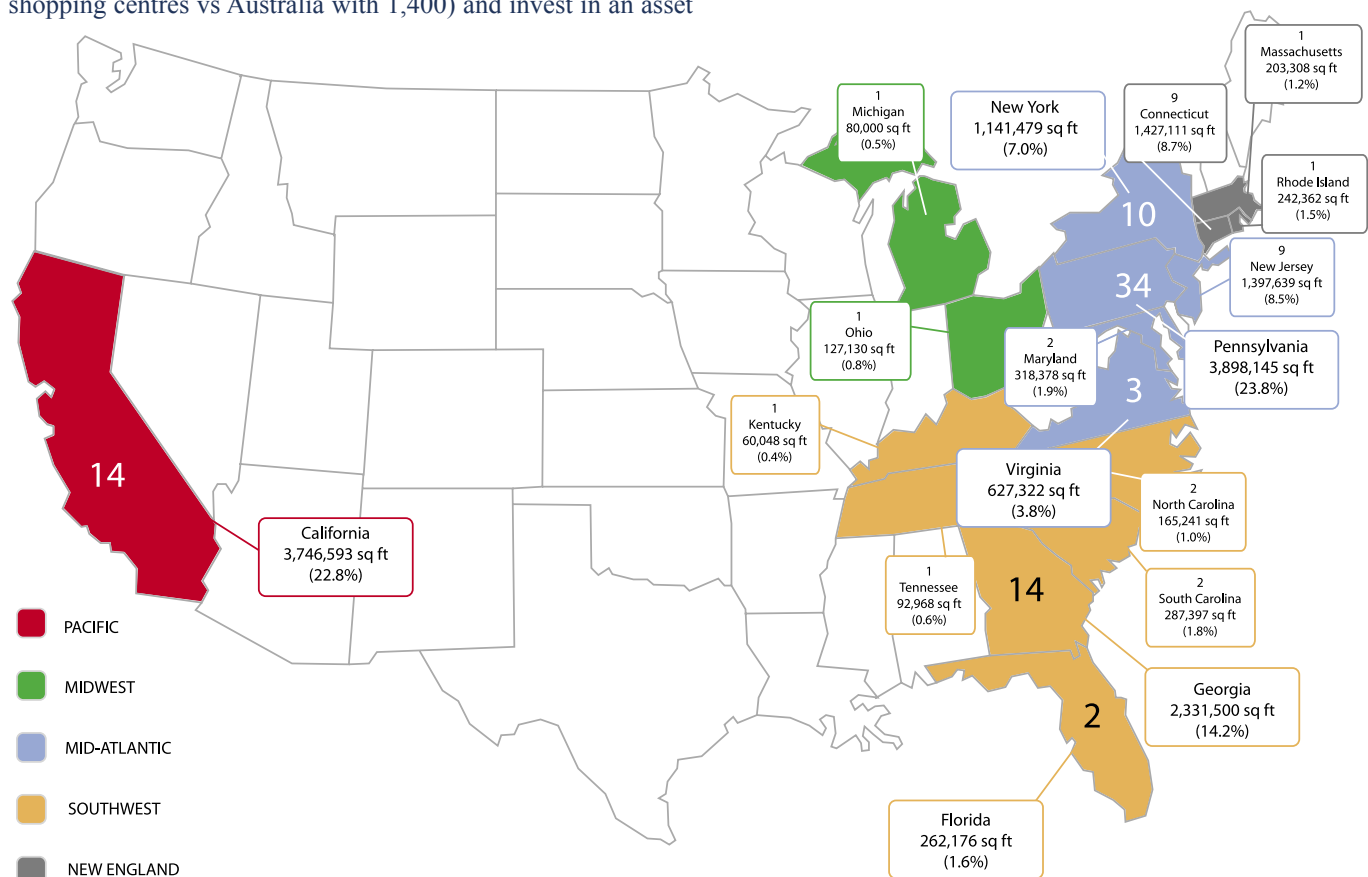 shopping centres vs Australia with 1,400) and invest in an asset
1
Massachusetts
203,308 sq ft
(1.2%)
1
Michigan
80,000 sq ft
(0.5%)
New York
1,141,479 sq ft
(7.0%)
9
Connecticut
1,427,111 sq ft
(8.7%)
1
Rhode Island
242,362 sq ft
(1.5%)
10
9
New Jersey
1,397,639 sq ft
(8.5%)
34
1
Ohio
127,130 sq ft
(0.8%)
2
Maryland
318,378 sq ft
(1.9%)
Pennsylvania
3,898,145 sq ft
(23.8%)
3
1
Kentucky
60,048 sq ft
(0.4%)
14
Virginia
627,322 sq ft
(3.8%)
2
North Carolina
165,241 sq ft
(1.0%)
California
3,746,593 sq ft
(22.8%)
1
Tennessee
92,968 sq ft
(0.6%)
14
2
South Carolina
287,397 sq ft
(1.8%)
Georgia
2,331,500 sq ft
(14.2%)
2
Florida
262,176 sq ft
(1.6%)
PACIFIC
MIDWEST
MID-ATLANTIC
SOUTHWEST
NEW ENGLAND